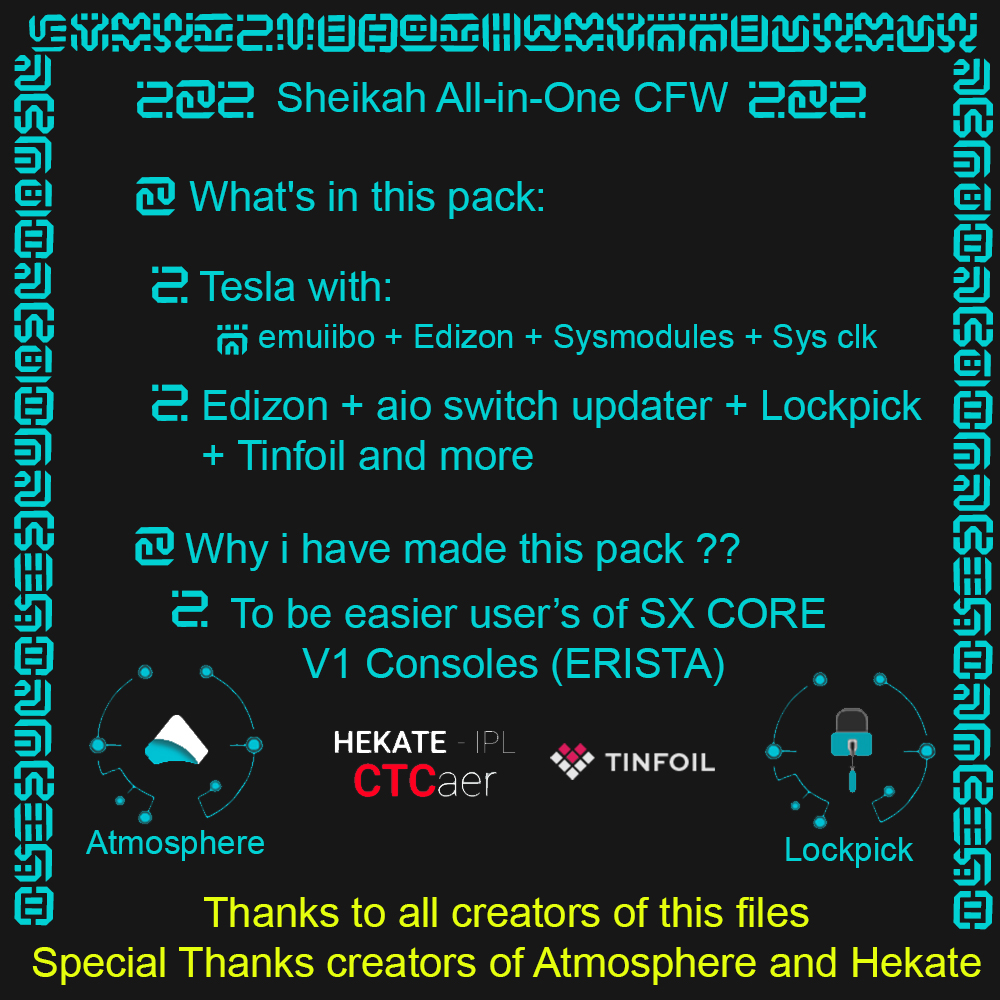 Sheikah All-in-One CFW
What's in this pack:
Tesla with:
emuiibo + Edizon + Sysmodules + Sys clk
Edizon + aio switch updater + Lockpick
+ Tinfoil and more
Why i have made this pack ??
To be easier user’s of SX CORE
V1 Consoles (ERISTA)
HEKATE - IPL
CTCaer
TINFOIL
Atmosphere
Lockpick
Thanks to all creators of this files
Special Thanks creators of Atmosphere and Hekate